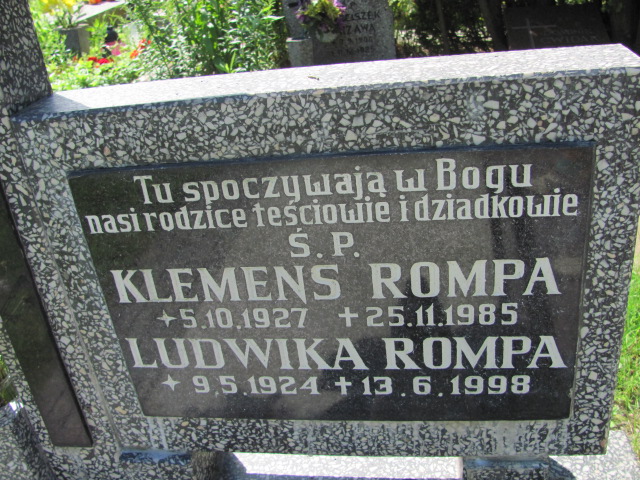 Tu spoczywają w Bogu
nasi rodzice teściowie i dziadkowie
Ś.P.
KLEMENS ROMPA
5.10.1927 + 25.11.1985
LUDWIKA ROMPA
9.5.1924 + 13.6.1998